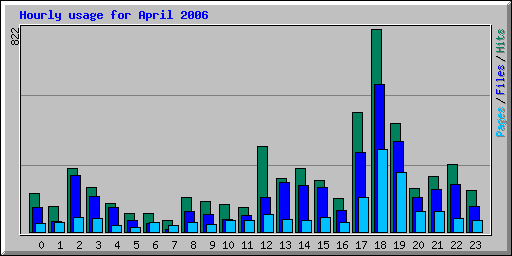 Hourly usage for April 2006
822
Pages / Files / Hits
0 1 2 3 4 5 6 7 8 9 10 11 12 13 14 15 16 17 18 19 20 21 22 23